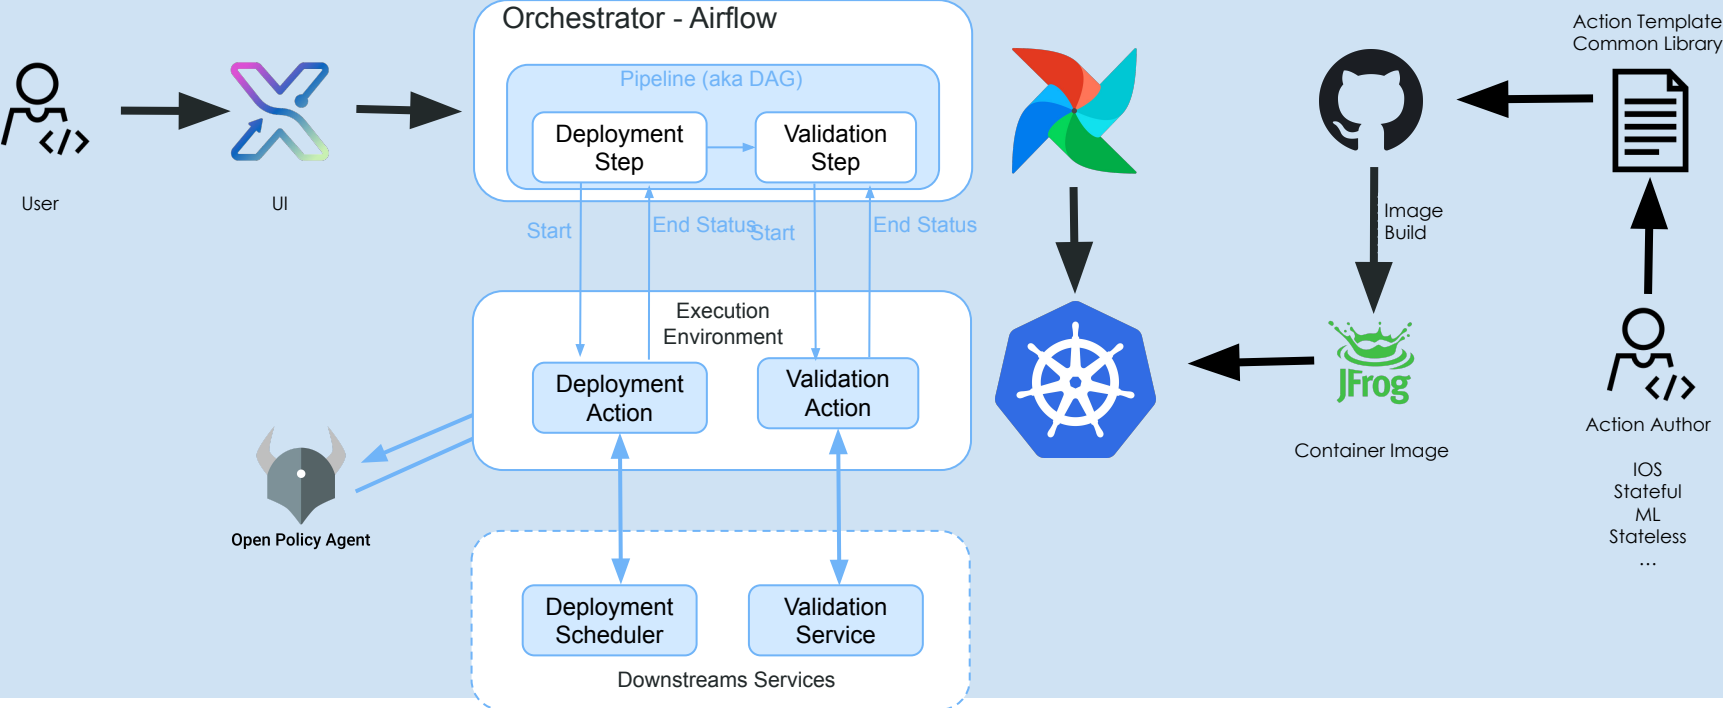 Orchestrator - Airflow
Pipeline (aka DAG)
Deployment
Step
Validation
Step
User
UI
Start
End Status
Start
End Status
Execution
Environment
Deployment
Action
Validation
Action
Open Policy Agent
Deployment
Scheduler
Validation
Service
Downstreams Services
Action Template
Common Library
Image
Build
JFrog
Container Image
Action Author
IOS
Stateful
ML
Stateless
...